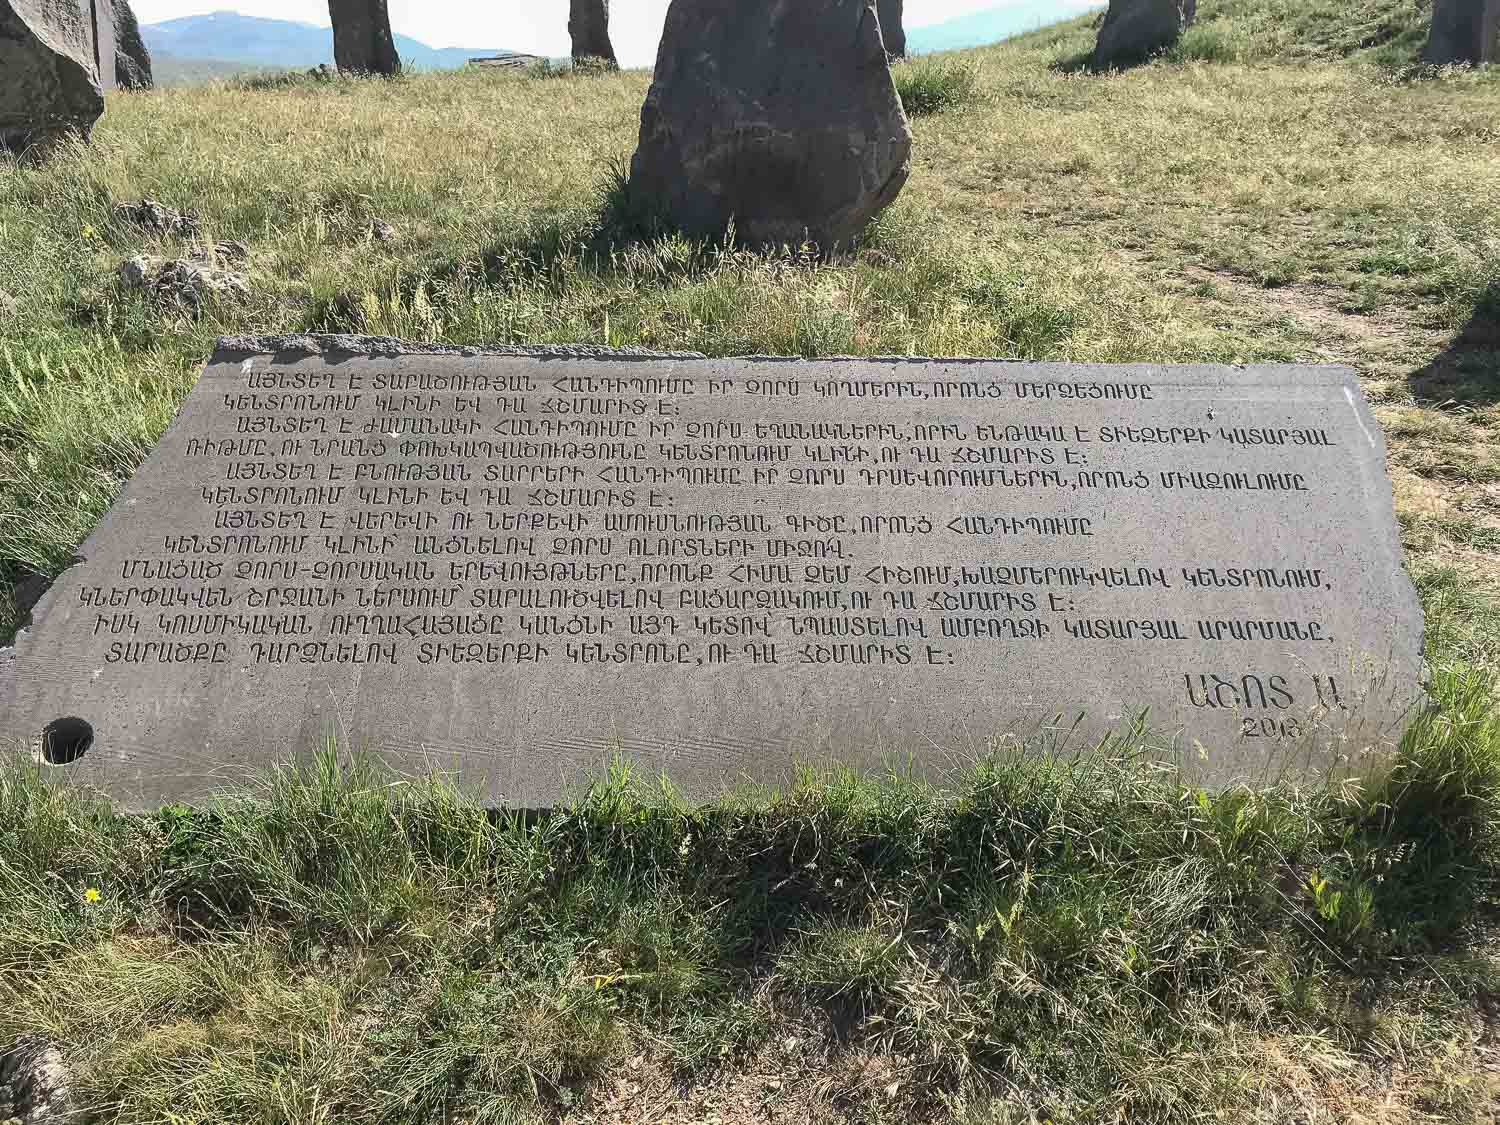 ԱՅՆՏԵՂ Է ՏԱՐԱԾՈՒԹՅԱՆ ՀԱՆԴԻՊՈՒՄԸ ԻՐ ՉՈՐՍ ԿՈՂՄԵՐԻՆ,ՈՐՈՆՑ ՄԵՐՁԵՑՈՒՄԸ
ԿԵՆՏՐՈՆՈՒՄ ԿԼԻՆԻ ԵՎ ԴԱ ՃՇՄԱՐԻՏ Է:
ԱՅՆՏԵՂ Է ԺԱՄԱՆԱԿԻ ՀԱՆԴԻՊՈՒՄԸ ԻՐ ՉՈՐՍ ԵՂԱՆԱԿՆԵՐԻՆ,ՈՐԻՆ ԵՆԹԱԿԱ Է ՏԻԵԶԵՐՔԻ ԿԱՏԱՐՅԱԼ
ՌԻԹՄԸ,ՈՒ ՆՐԱՆՑ ՓՈԽԿԱՊՎԱԾՈՒԹՅՈՒՆԸ ԿԵՆՏՐՈՆՈՒՄ ԿԼԻՆԻ,ՈՒ ԴԱ ՃՇՄԱՐԻՏ Է:
ԱՅՆՏԵՂ Է ԲՆՈՒԹՅԱՆ ՏԱՐՐԵՐԻ ՀԱՆԴԻՊՈՒՄԸ ԻՐ ՉՈՐՍ ԴՐՍԵՎՈՐՈՒՄՆԵՐԻՆ,ՈՐՈՆՑ ՄԻԱՁՈՒԼՈՒՄԸ
ԿԵՆՏՐՈՆՈՒՄ ԿԼԻՆԻ ԵՎ ԴԱ ՃՇՄԱՐԻՏ Է:
ԱՅՆՏԵՂ Է ՎԵՐԵՎԻ ՈՒ ՆԵՐՔԵՎԻ ԱՄՈՒՍՆՈՒԹՅԱՆ ԳԻԾԸ,ՈՐՈՆՑ ՀԱՆԴԻՊՈՒՄԸ
ԿԵՆՏՐՈՆՈՒՄ ԿԼԻՆԻ՝ ԱՆՑՆԵԼՈՎ ՉՈՐՍ ՈԼՈՐՏՆԵՐԻ ՄԻՋՈՎ.
ՄՆԱՑԱԾ ՉՈՐՍ-ՉՈՐՍԱԿԱՆ ԵՐԵՎՈՒՅԹՆԵՐԸ,ՈՐՈՆՔ ՀԻՄԱ ՉԵՄ ՀԻՇՈՒՄ,ԽԱՉՄԵՐՈՒԿՎԵԼՈՎ ԿԵՆՏՐՈՆՈՒՄ,
ԿՆԵՐՓԱԿՎԵՆ ՇՐՋԱՆԻ ՆԵՐՍՈՒՄ՝ ՏԱՐԱԼՈՒԾՎԵԼՈՎ ԲԱՑԱՐՁԱԿՈՒՄ,ՈՒ ԴԱ ՃՇՄԱՐԻՏ Է:
ԻՍԿ ԿՈՍՄԻԿԱԿԱՆ ՈՒՂՂԱՀԱՅԱՑԸ ԿԱՆՑՆԻ ԱՅԴ ԿԵՏՈՎ՝ ՆՊԱՍՏԵԼՈՎ ԱՄԲՈՂՋԻ ԿԱՏԱՐՅԱԼ ԱՐԱՐՄԱՆԸ,
ՏԱՐԱԾՔԸ ԴԱՐՁՆԵԼՈՎ ՏԻԵԶԵՐՔԻ ԿԵՆՏՐՈՆԸ,ՈՒ ԴԱ ՃՇՄԱՐԻՏ Է:
ԱՇՈՏ Ա
2013